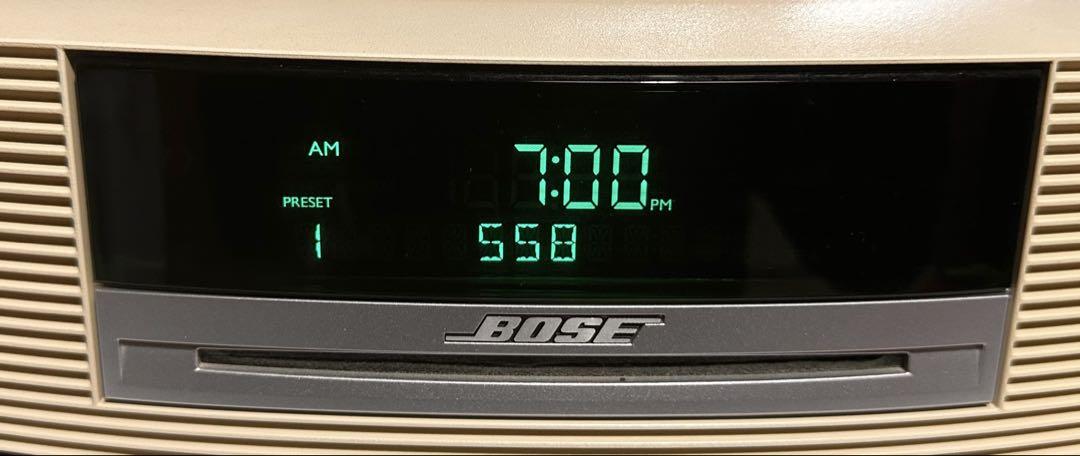 AM 7:00 PM
PRESET
1 558
BOSE